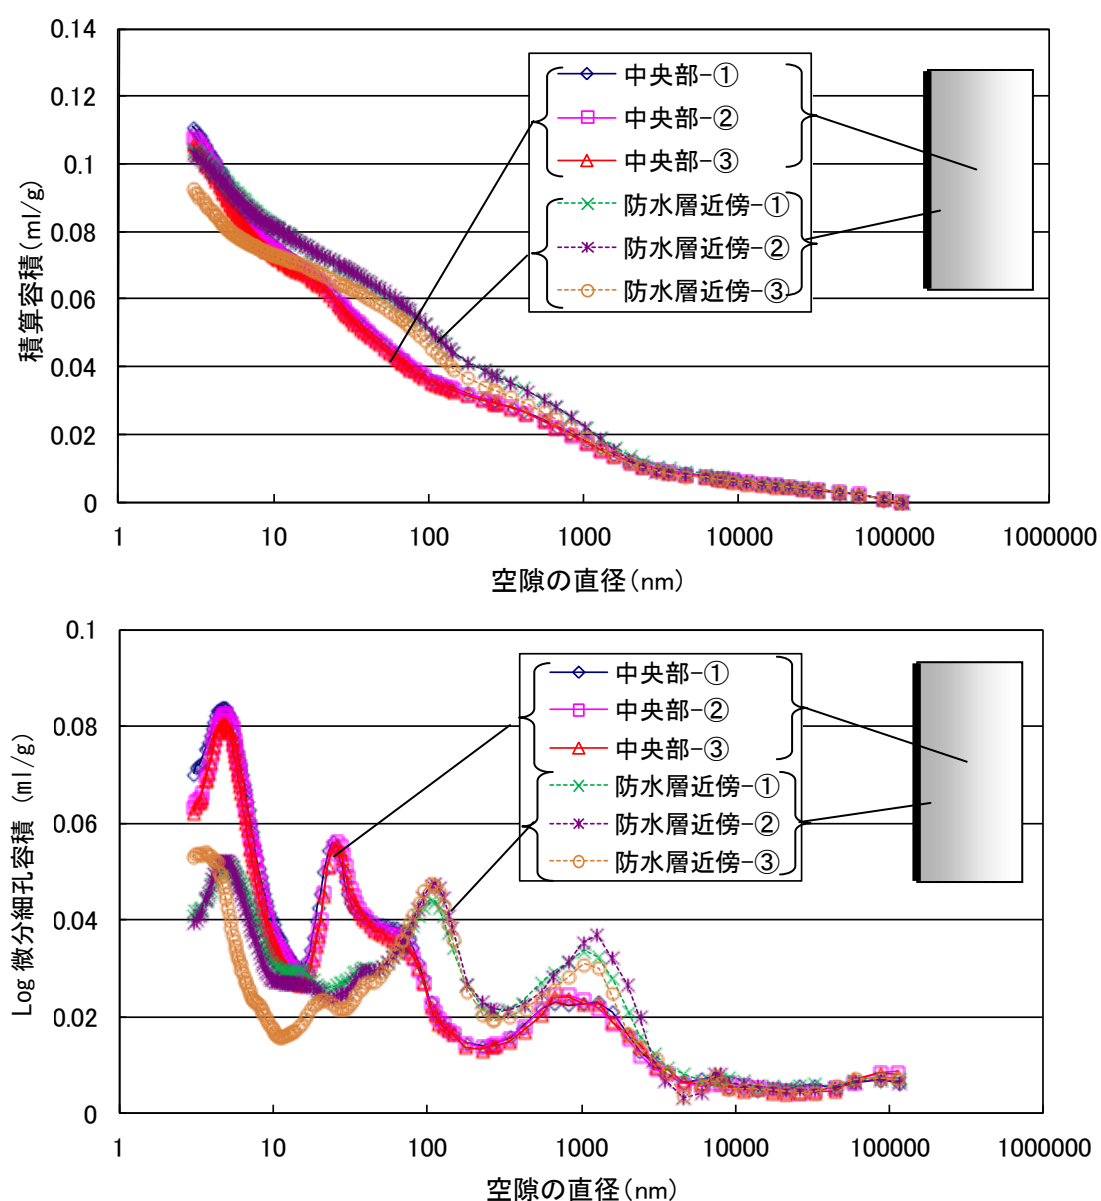 0.14
0.12
0.1
0.08
0.06
0.04
0.02
0
積算容積(ml/g)
中央部-①
中央部-②
中央部-③
防水層近傍-①
防水層近傍-②
防水層近傍-③
1 10 100 1000 10000 100000 1000000
空隙の直径(nm)
0.1
0.08
0.06
0.04
0.02
0
Log 微分細孔容積 (ml/g)
中央部-①
中央部-②
中央部-③
防水層近傍-①
防水層近傍-②
防水層近傍-③
1 10 100 1000 10000 100000 1000000
空隙の直径(nm)